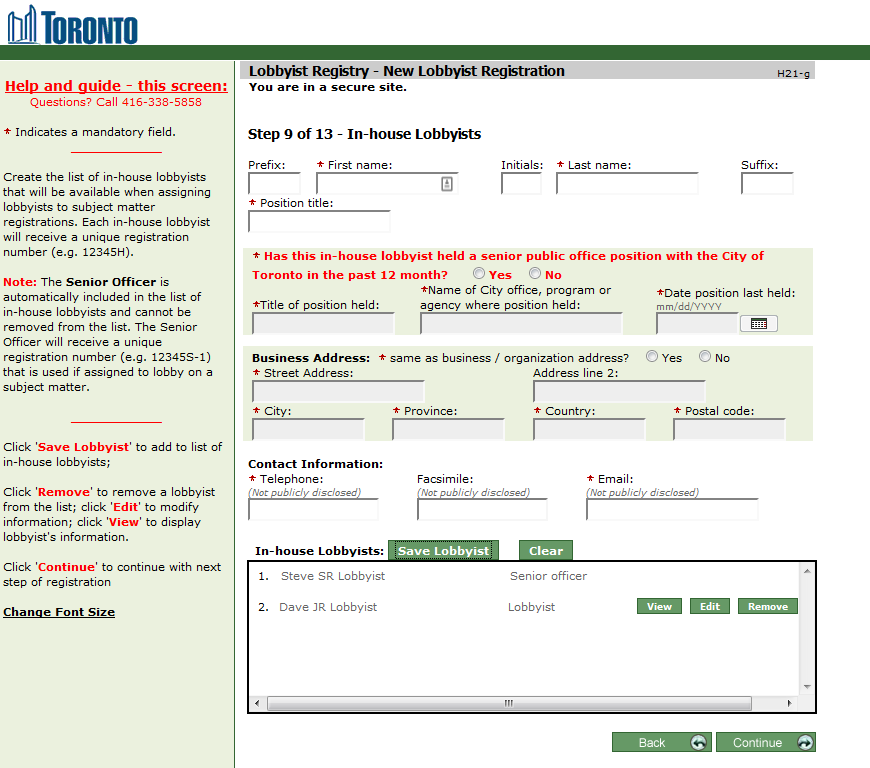 TORONTO
Help and guide - this screen:
Questions? Call 416-338-5858
* Indicates a mandatory field.
Create the list of in-house lobbyists
that will be available when assigning
lobbyists to subject matter
registrations. Each in-house lobbyist
will receive a unique registration
number (e.g. 12345H).
Note: The Senior Officer is
automatically included in the list of
in-house lobbyists and cannot be
removed from the list. The Senior
Officer will receive a unique
registration number (e.g. 12345S-1)
that is used if assigned to lobby on a
subject matter.
Click 'Save Lobbyist' to add to list of
in-house lobbyists;
Click 'Remove' to remove a lobbyist
from the list; click 'Edit' to modify
information; click 'View' to display
lobbyist's information.
Click 'Continue' to continue with next
step of registration
Change Font Size
Lobbyist Registry - New Lobbyist Registration H21-g
You are in a secure site.
Step 9 of 13 - In-house Lobbyists
Prefix: * First name: Initials: * Last name: Suffix:
* Position title:
* Has this in-house lobbyist held a senior public office position with the City of
Toronto in the past 12 month? Yes No
*Title of position held: *Name of City office, program or
agency where position held: *Date position last held:
mm/dd/YYYY
Business Address: * same as business / organization address? Yes No
* Street Address: Address line 2:
* City: * Province: * Country: * Postal code:
Contact Information:
* Telephone: Facsimile: * Email:
(Not publicly disclosed) (Not publicly disclosed) (Not publicly disclosed)
In-house Lobbyists: Save Lobbyist Clear
1. Steve SR Lobbyist Senior officer
2. Dave JR Lobbyist Lobbyist View Edit Remove
Back Continue